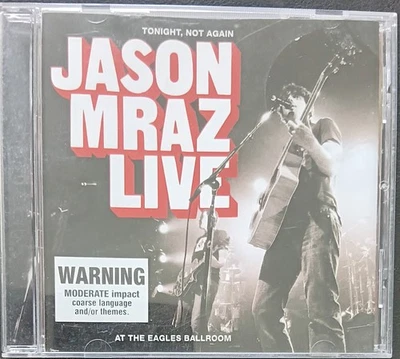 TONIGHT, NOT AGAIN
JASON
MRAZ
LIVE
WARNING
MODERATE impact
coarse language
and/or themes.
AT THE EAGLES BALLROOM